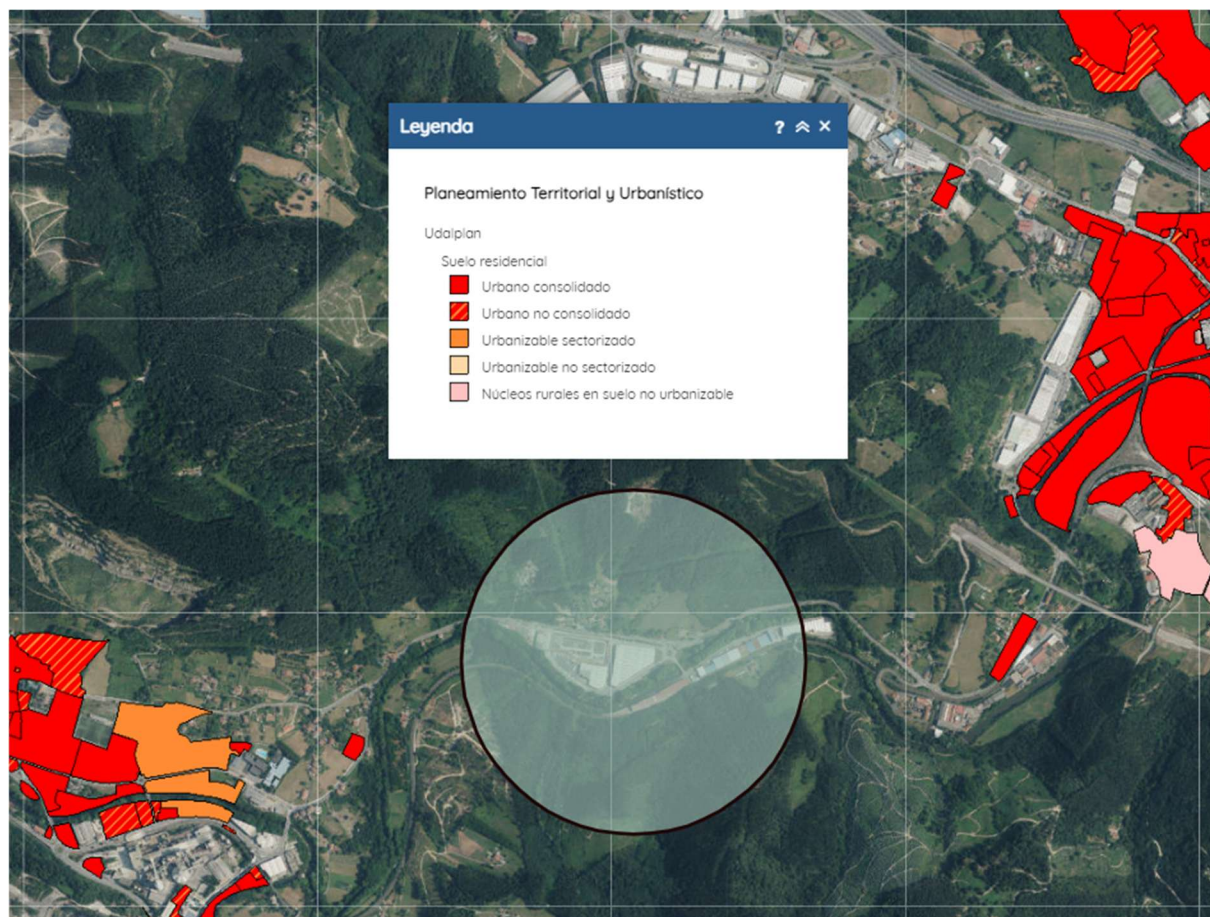 Leyenda
?
Planeamiento Territorial y Urbanístico
Udalplan
Suelo residencial
Urbano consolidado
Urbano no consolidado
Urbanizable sectorizado
Urbanizable no sectorizado
Núcleos rurales en suelo no urbanizable